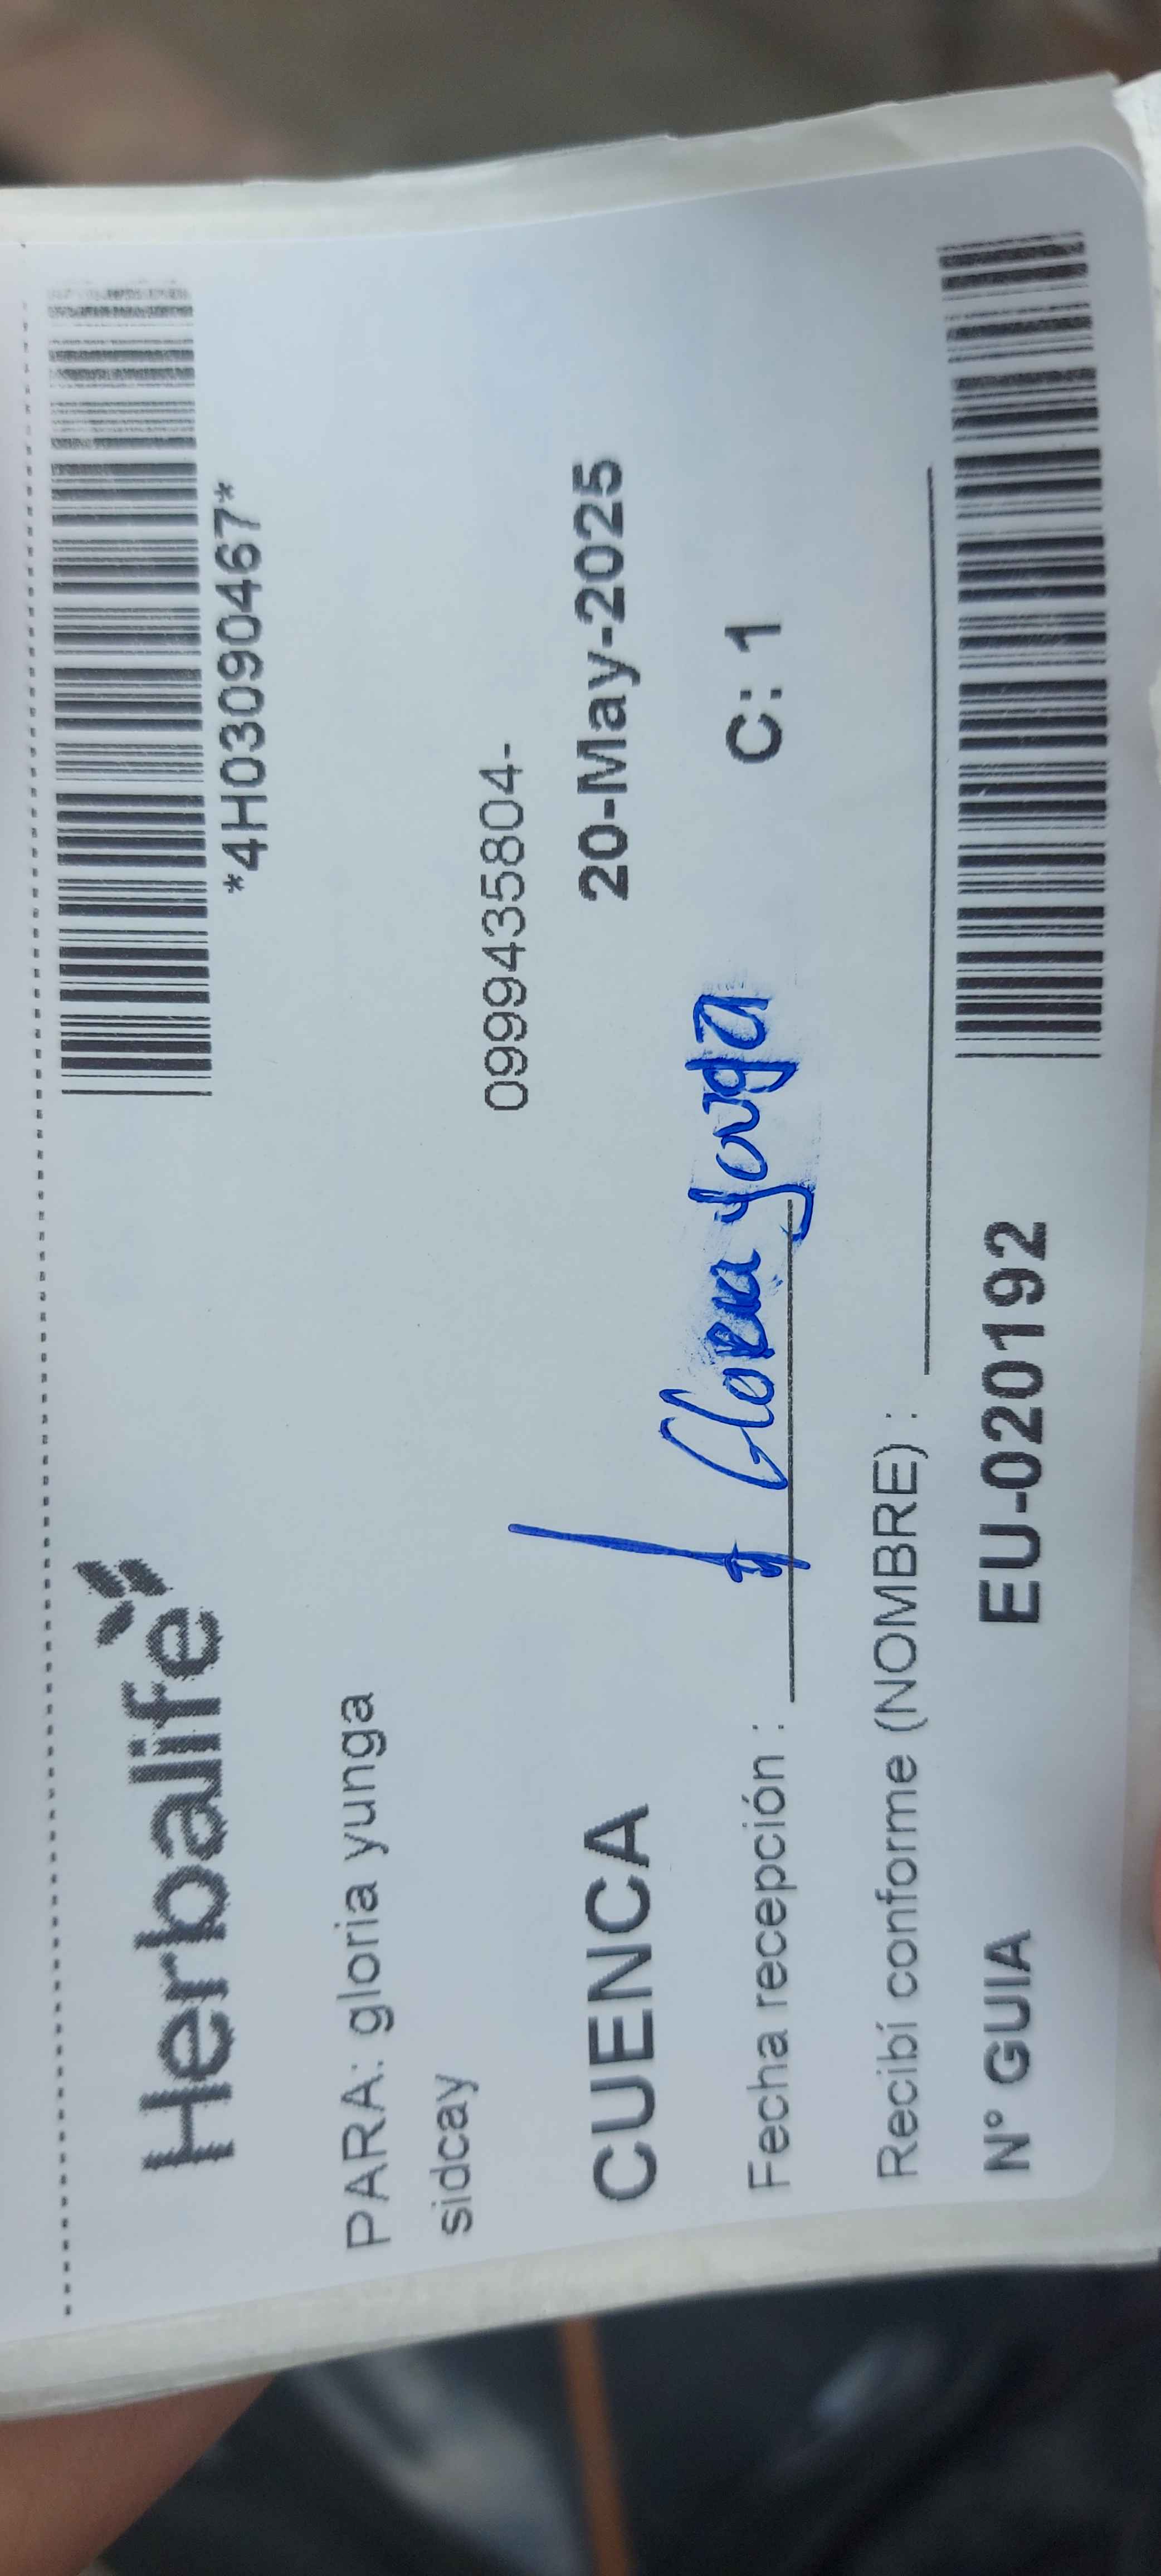 Herbalife
*4H03090467*
PARA: gloria yunga
sidcay
0999435804-
CUENCA 20-May-2025
Fecha recepción : Gloria yunga C: 1
Recibí conforme (NOMBRE) :
N° GUIA EU-020192